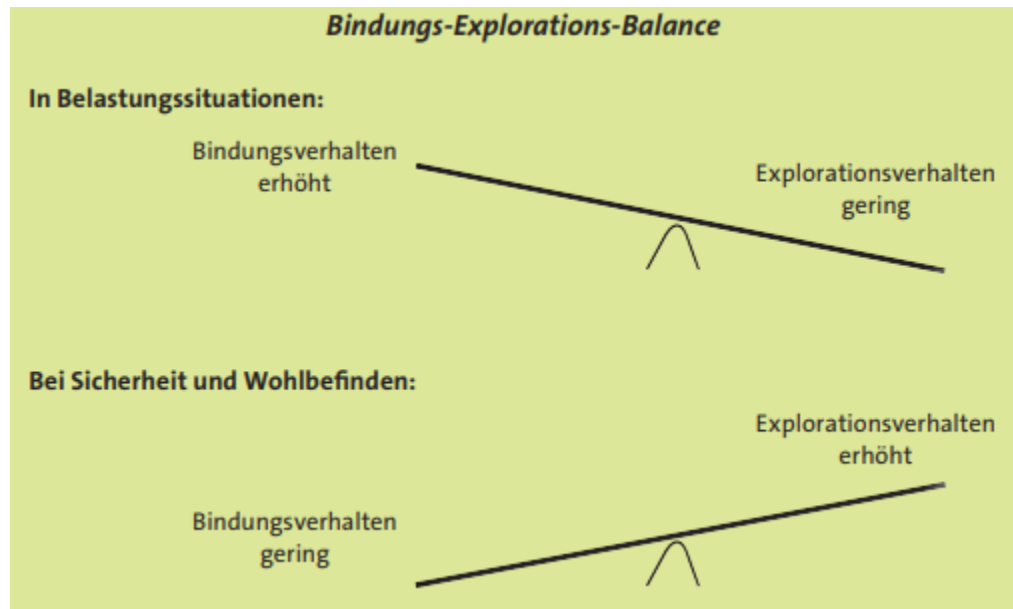 Bindungs-Explorations-Balance
In Belastungssituationen:
Bindungsverhalten
erhöht
Explorationsverhalten
gering
Bei Sicherheit und Wohlbefinden:
Explorationsverhalten
erhöht
Bindungsverhalten
gering